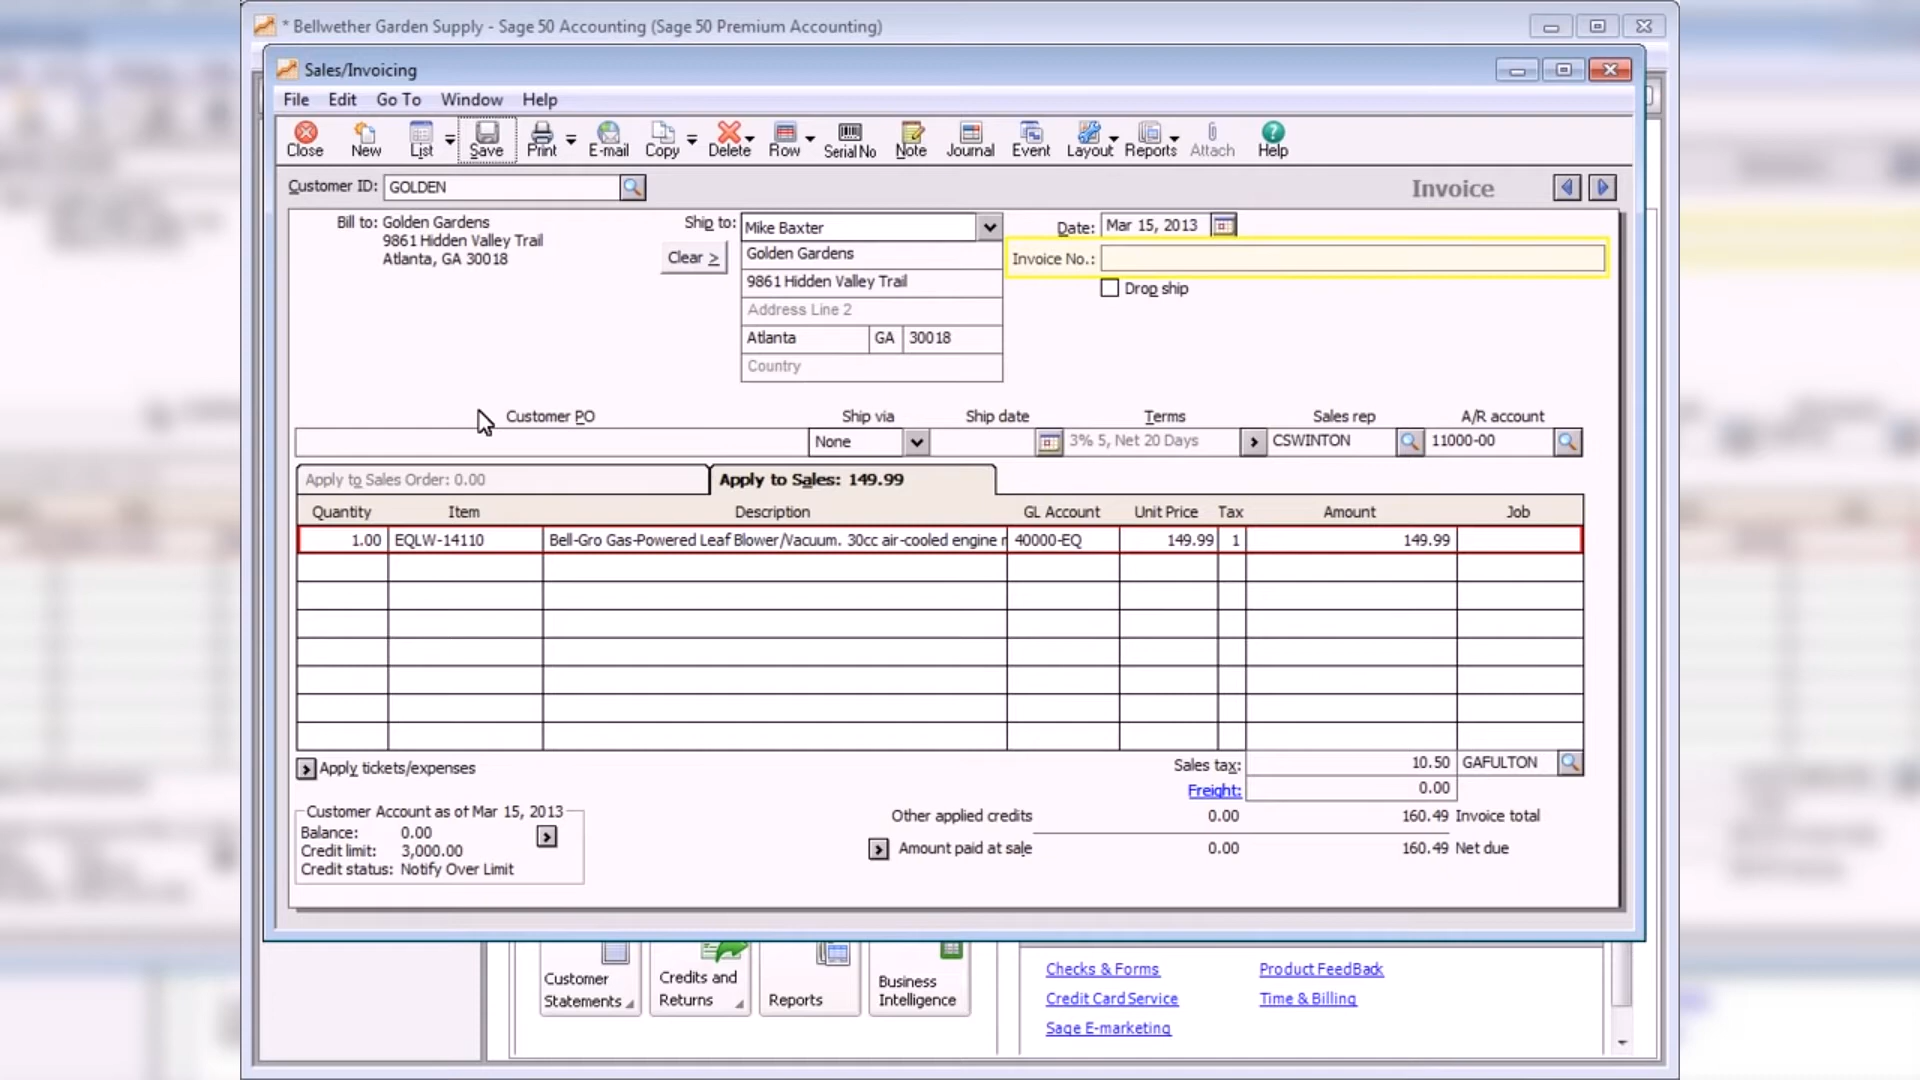 * Bellwether Garden Supply - Sage 50 Accounting (Sage 50 Premium Accounting)
Sales/Invoicing
File Edit Go To Window Help
Close New List Save Print E-mail Copy Delete Row Serial No Note Journal Event Layout Reports Attach Help
Customer ID: GOLDEN Invoice
Bill to: Golden Gardens
9861 Hidden Valley Trail
Atlanta, GA 30018
Ship to: Mike Baxter
Clear >
Golden Gardens
9861 Hidden Valley Trail
Address Line 2
Atlanta GA 30018
Country
Date: Mar 15, 2013
Invoice No.:
Drop ship
Customer PO Ship via Ship date Terms Sales rep A/R account
None 3% 5, Net 20 Days CSWINTON 11000-00
Apply to Sales Order: 0.00 Apply to Sales: 149.99
Quantity Item Description GL Account Unit Price Tax Amount Job
1.00 EQLW-14110 Bell-Gro Gas-Powered Leaf Blower/Vacuum. 30cc air-cooled engine r 40000-EQ 149.99 1 149.99
Apply tickets/expenses
Sales tax: 10.50 GAFULTON
Freight: 0.00
Customer Account as of Mar 15, 2013
Balance: 0.00
Credit limit: 3,000.00
Credit status: Notify Over Limit
Other applied credits 0.00 160.49 Invoice total
Amount paid at sale 0.00 160.49 Net due
Customer Statements
Credits and Returns
Reports
Business Intelligence
Checks & Forms
Product FeedBack
Credit Card Service
Time & Billing
Sage E-marketing